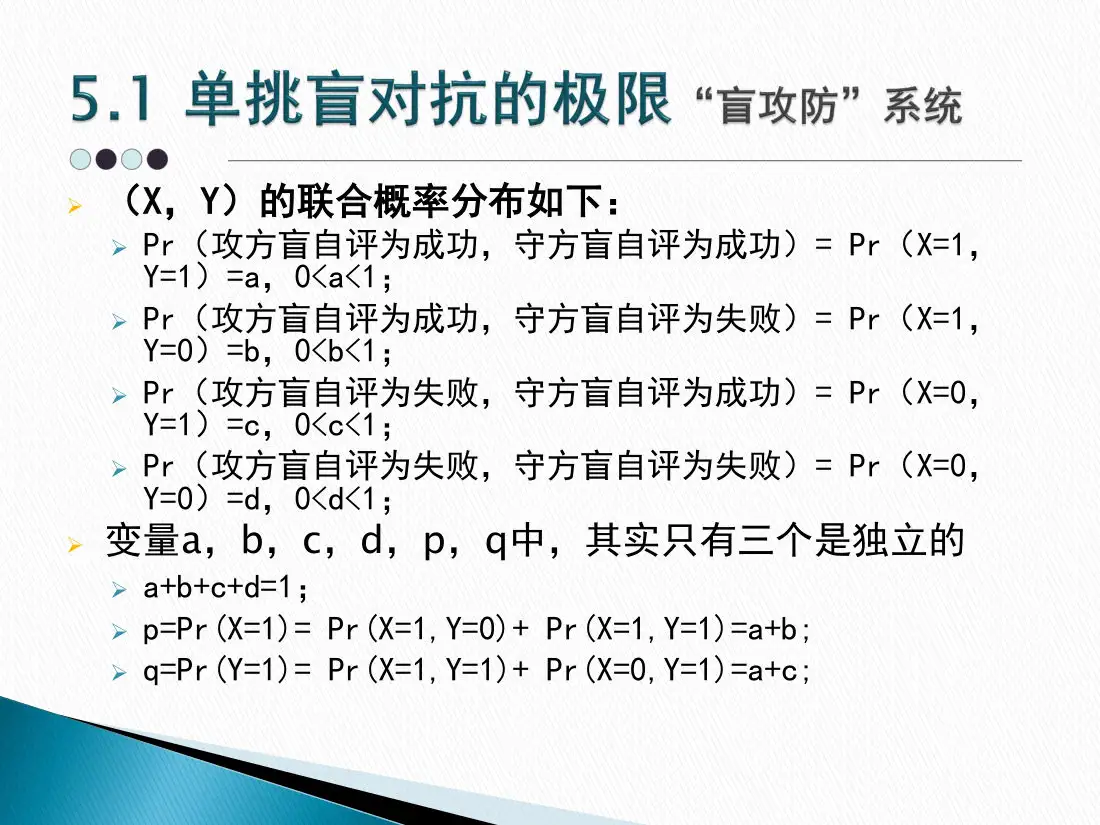 5.1 单挑盲对抗的极限 “盲攻防”系统
（X，Y）的联合概率分布如下：
Pr（攻方盲自评为成功，守方盲自评为成功）= Pr（X=1，
Y=1）=a，0<a<1；
Pr（攻方盲自评为成功，守方盲自评为失败）= Pr（X=1，
Y=0）=b，0<b<1；
Pr（攻方盲自评为失败，守方盲自评为成功）= Pr（X=0，
Y=1）=c，0<c<1；
Pr（攻方盲自评为失败，守方盲自评为失败）= Pr（X=0，
Y=0）=d，0<d<1；
变量a，b，c，d，p，q中，其实只有三个是独立的
a+b+c+d=1；
p=Pr(X=1)= Pr(X=1,Y=0)+ Pr(X=1,Y=1)=a+b;
q=Pr(Y=1)= Pr(X=1,Y=1)+ Pr(X=0,Y=1)=a+c;